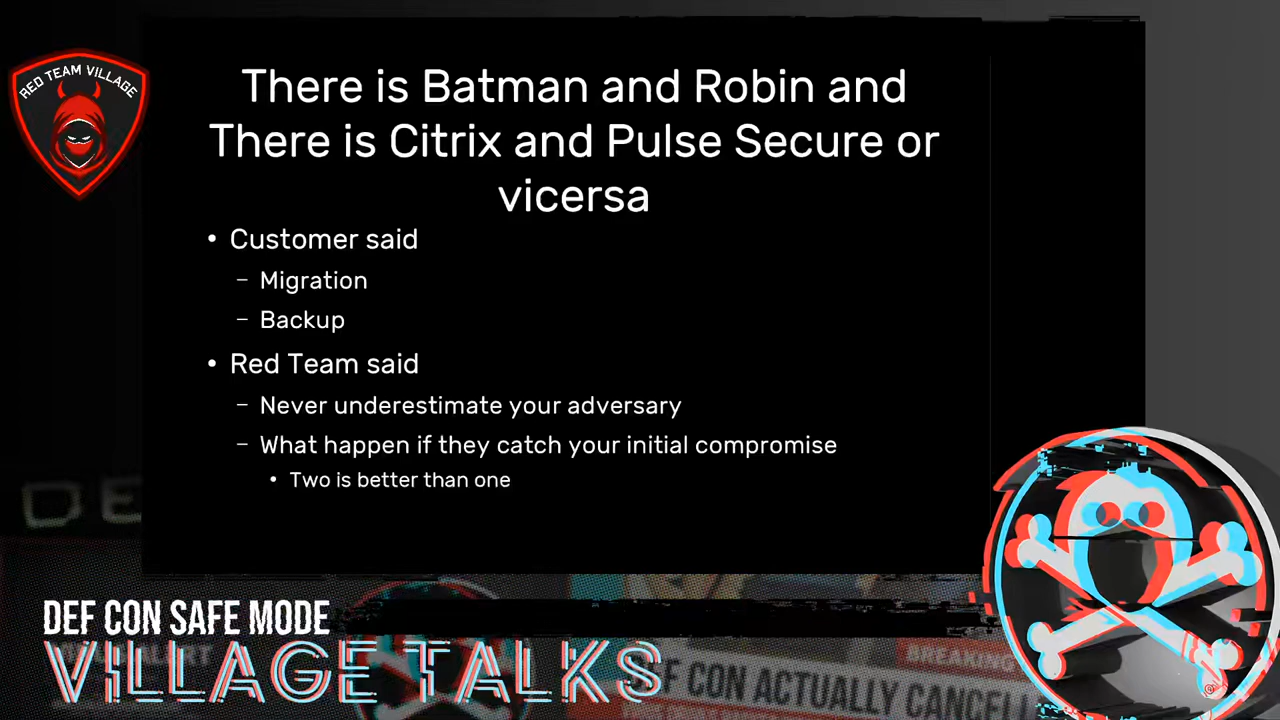 RED TEAM VILLAGE
There is Batman and Robin and
There is Citrix and Pulse Secure or
vicersa
• Customer said
– Migration
– Backup
• Red Team said
– Never underestimate your adversary
– What happen if they catch your initial compromise
• Two is better than one
DEF CON SAFE MODE
VILLAGE TALKS
BREAKIN
DEF CON ACTUALLY CANCELL